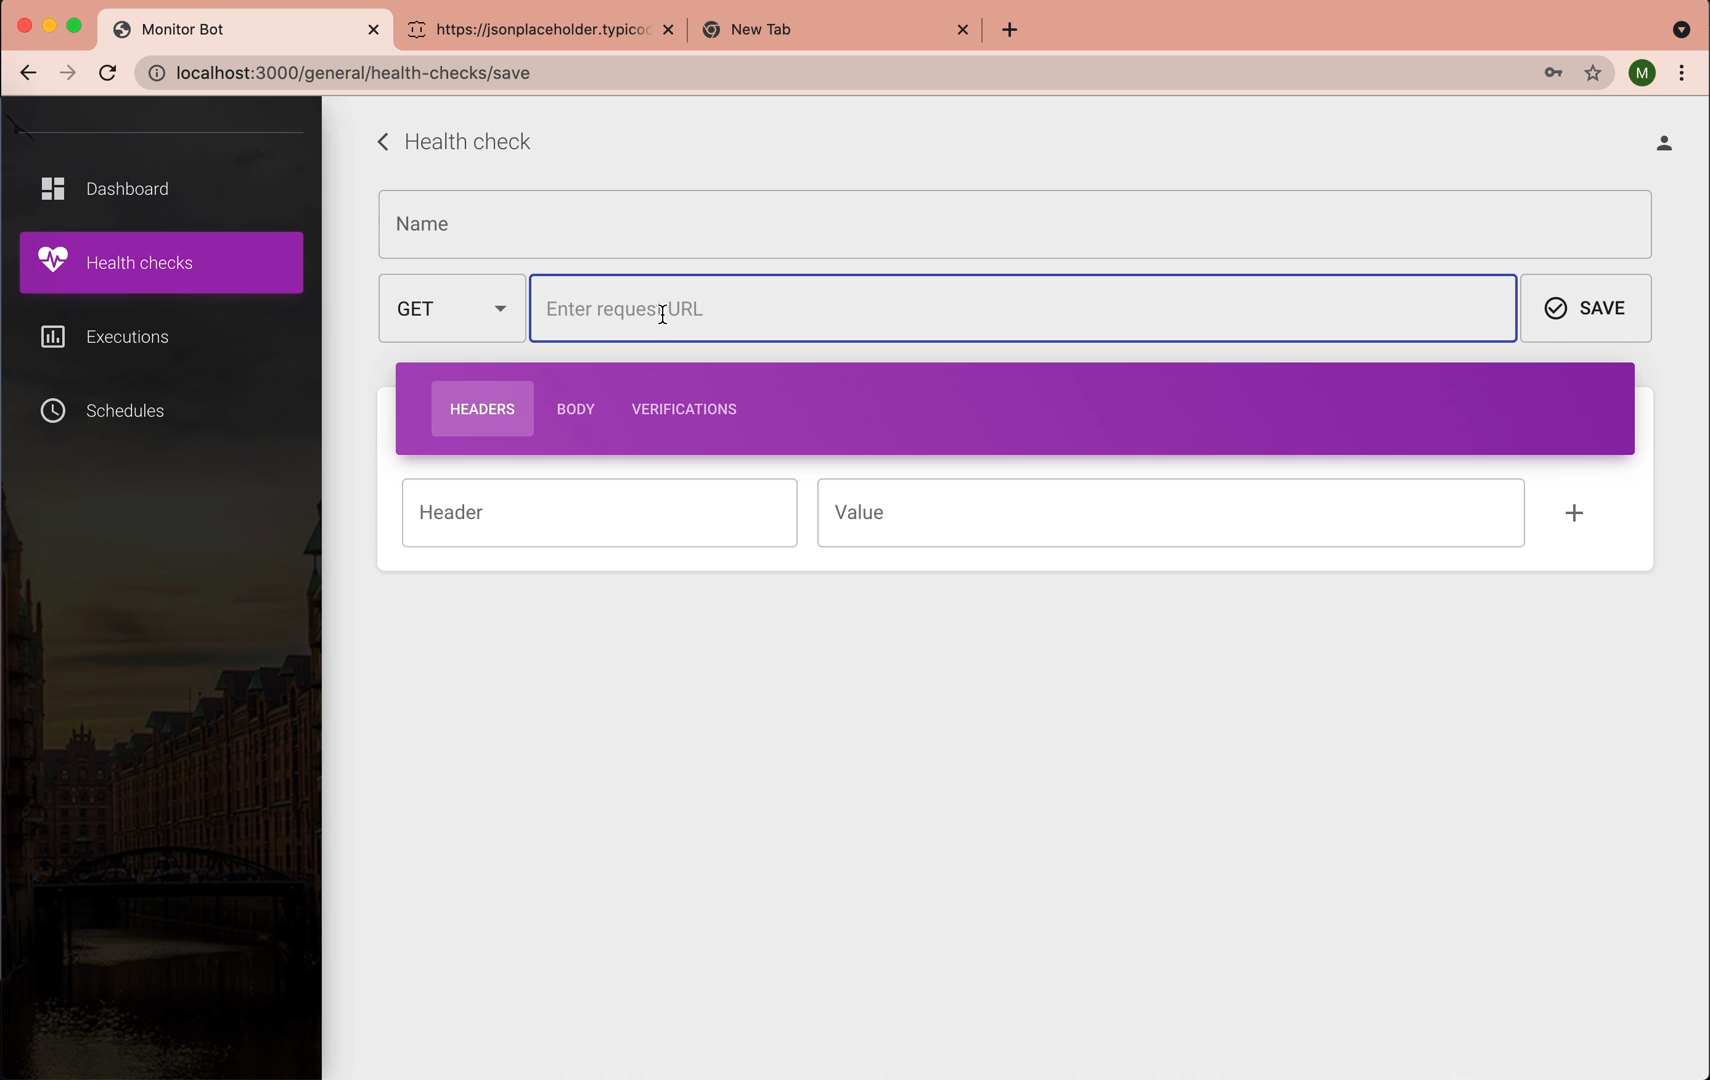 Monitor Bot
https://jsonplaceholder.typico
New Tab
localhost:3000/general/health-checks/save
M
Health check
Dashboard
Health checks
Executions
Schedules
Name
GET
Enter request URL
SAVE
HEADERS
BODY
VERIFICATIONS
Header
Value